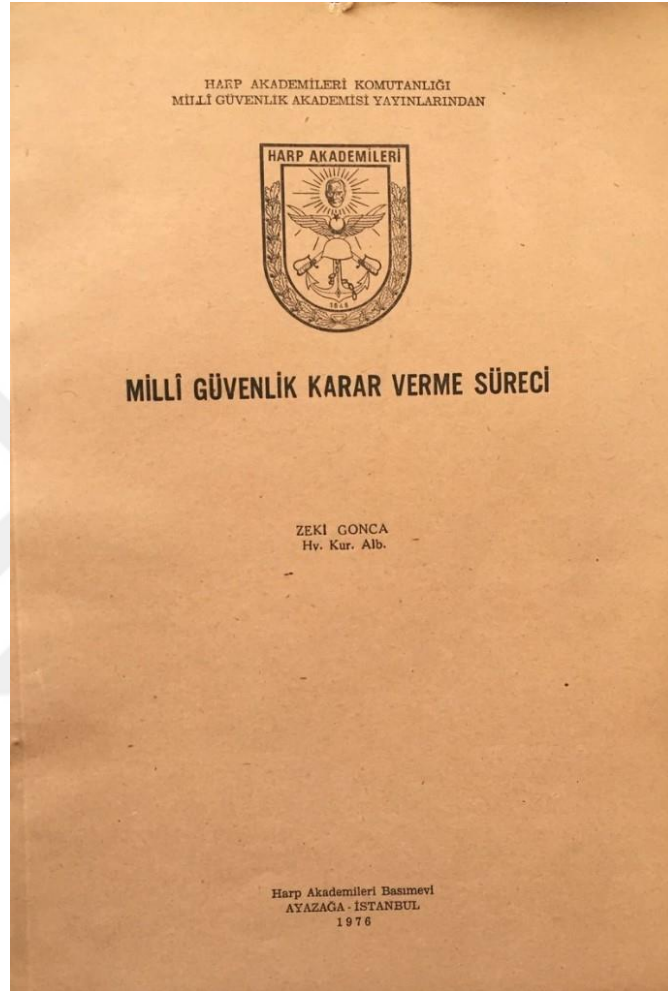 HARP AKADEMİLERİ KOMUTANLIĞI
MİLLÎ GÜVENLİK AKADEMİSİ YAYINLARINDAN
HARP AKADEMİLERİ
1848
MİLLÎ GÜVENLİK KARAR VERME SÜRECİ
ZEKİ GONCA
Hv. Kur. Alb.
Harp Akademileri Basımevi
AYAZAĞA - İSTANBUL
1976